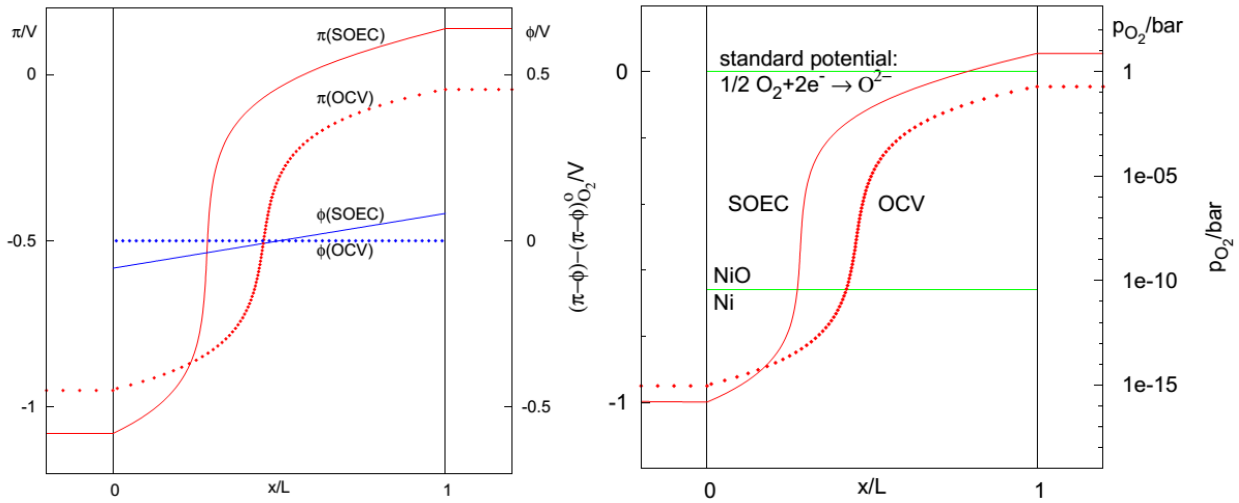 π/V
ϕ/V
π(SOEC)
0
0.5
π(OCV)
ϕ(SOEC)
-0.5
0
ϕ(OCV)
-1
-0.5
0
x/L
1
p_O₂/bar
standard potential:
0
1/2 O₂+2e⁻ → O²⁻
1
(π−ϕ)−(π−ϕ)°_O₂/V
1e-05
SOEC
OCV
p_O₂/bar
NiO
1e-10
Ni
-1
1e-15
0
x/L
1